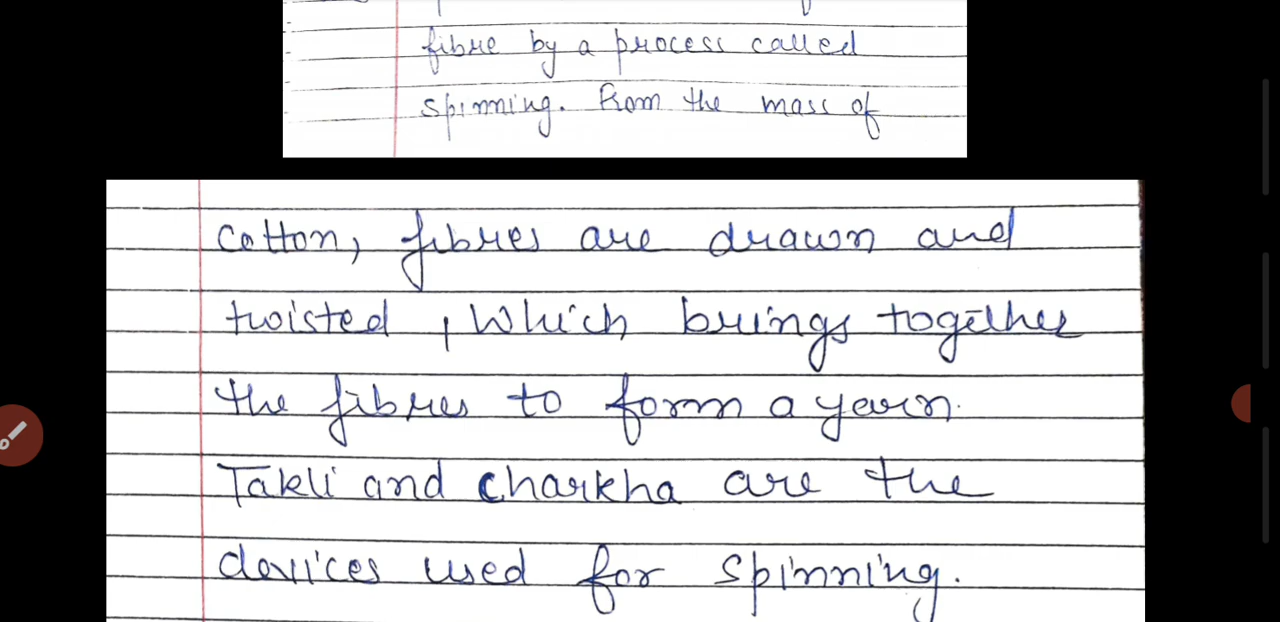 fibre by a process called
spinning. From the mass of
cotton, fibres are drawn and
twisted, which brings together
the fibres to form a yarn.
Takli and charkha are the
devices used for spinning.